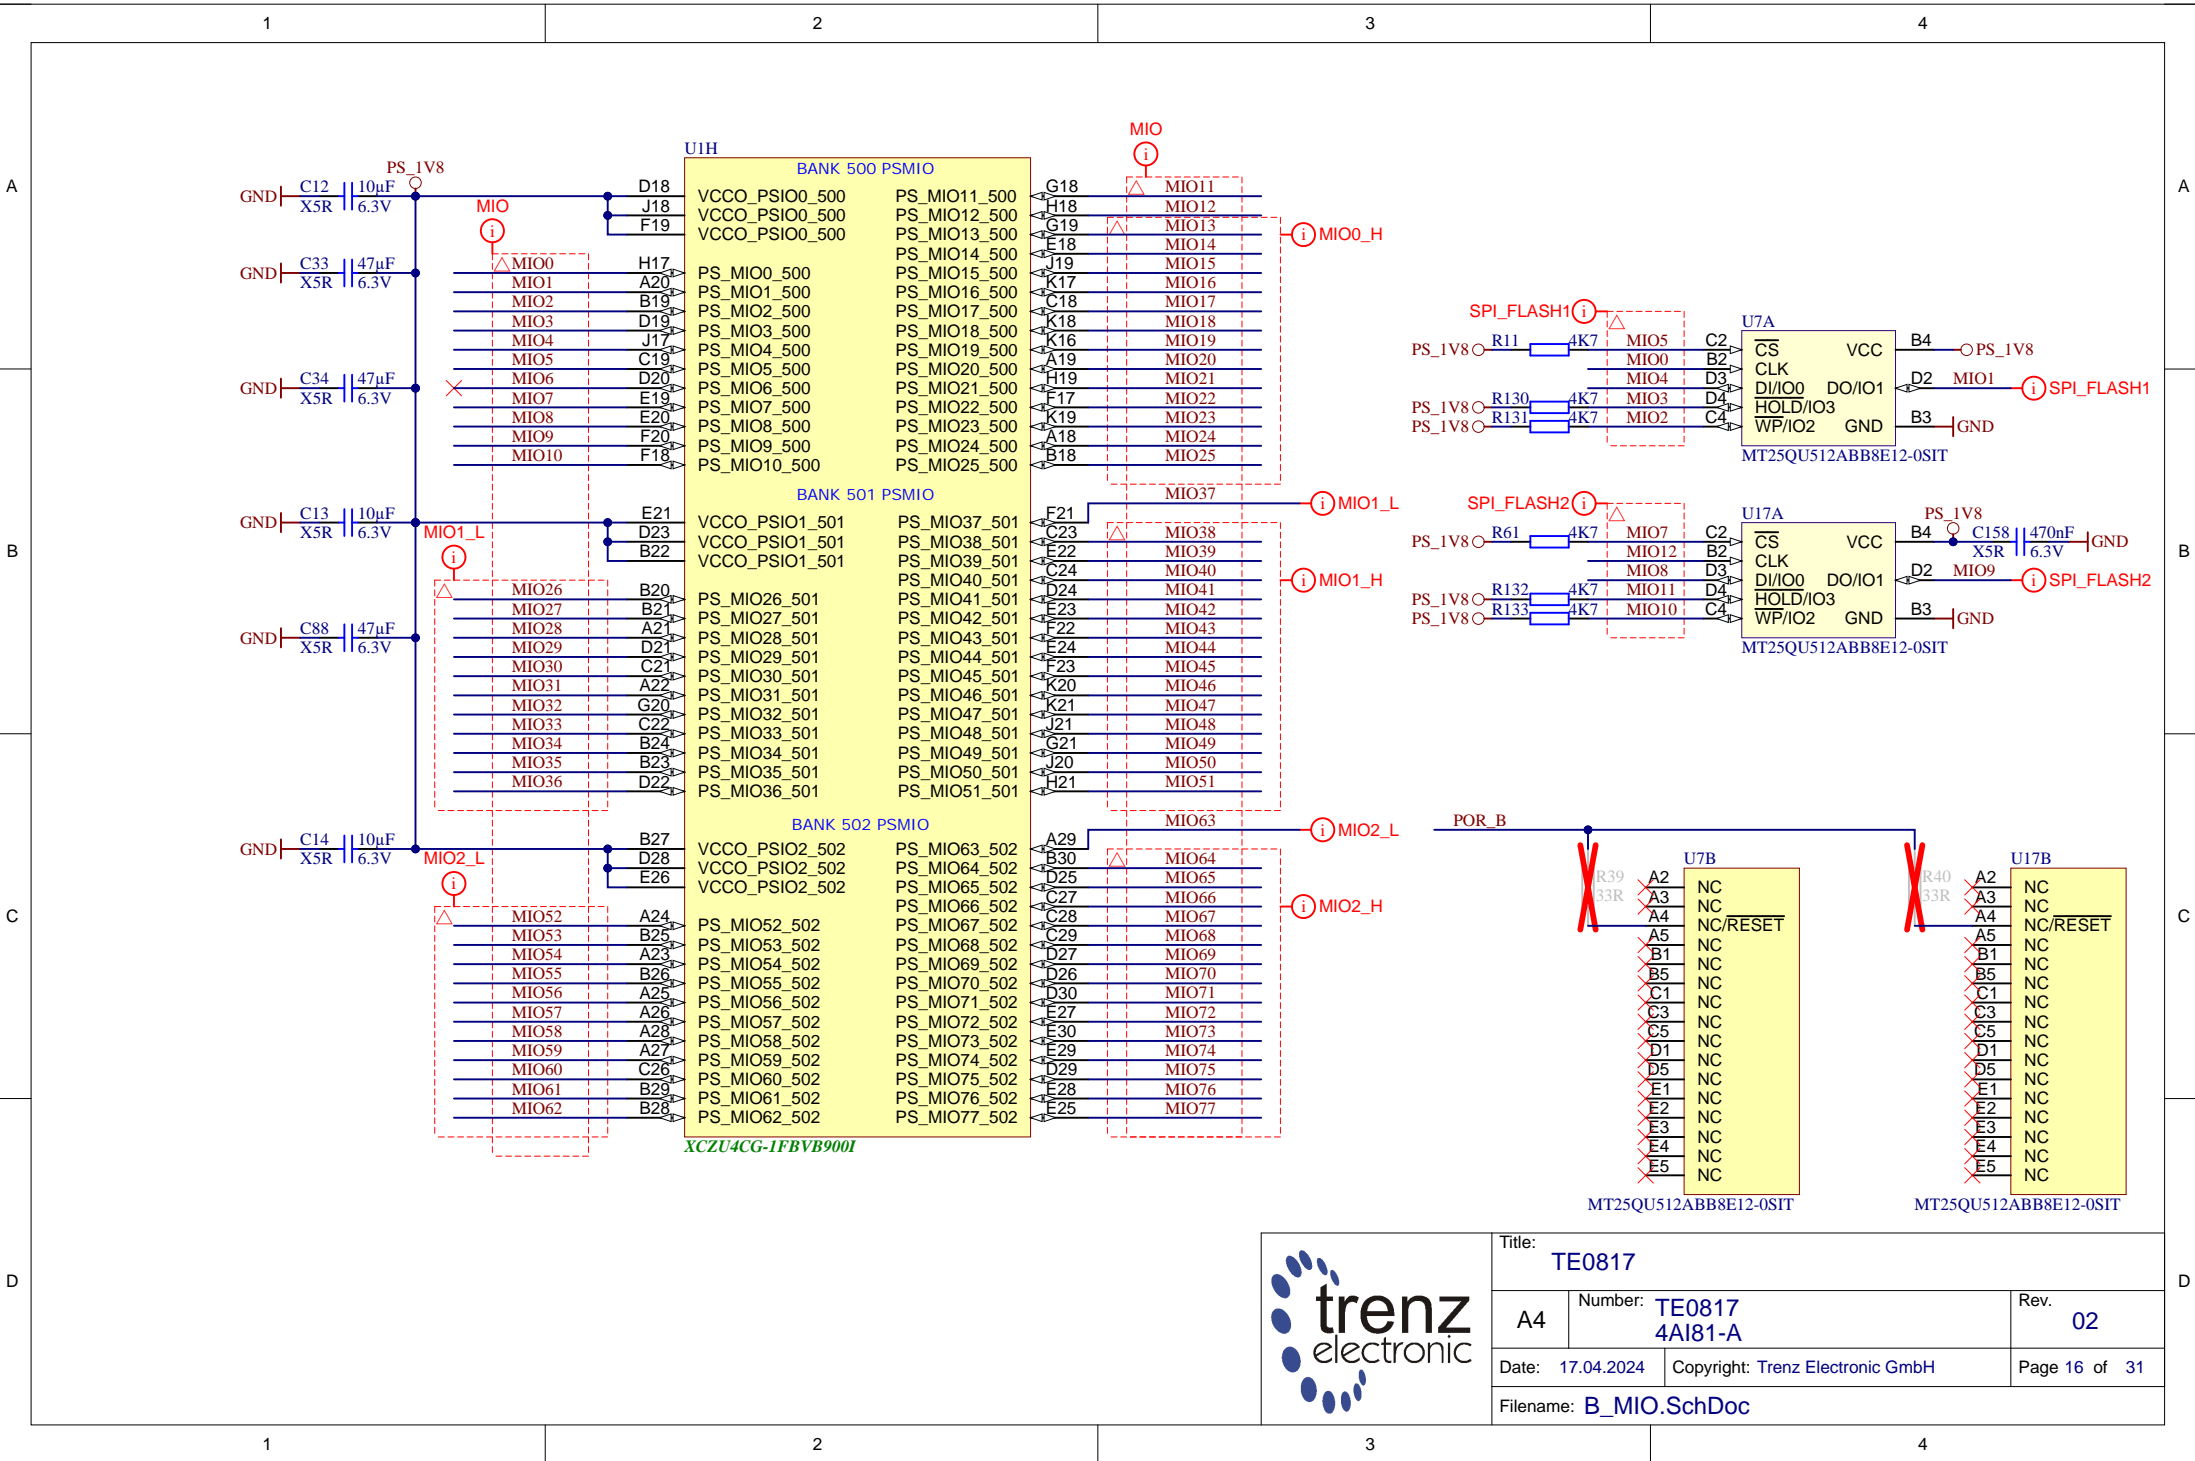 1 2 3 4
A A
B B
C C
D D
1 2 3 4
U1H
BANK 500 PSMIO
PS_1V8
GND C12 10µF X5R 6.3V
GND C33 47µF X5R 6.3V
GND C34 47µF X5R 6.3V
GND C13 10µF X5R 6.3V
GND C88 47µF X5R 6.3V
GND C14 10µF X5R 6.3V
D18 VCCO_PSIO0_500
J18 VCCO_PSIO0_500
F19 VCCO_PSIO0_500
MIO
i
MIO0 H17 PS_MIO0_500
MIO1 A20 PS_MIO1_500
MIO2 B19 PS_MIO2_500
MIO3 D19 PS_MIO3_500
MIO4 J17 PS_MIO4_500
MIO5 C19 PS_MIO5_500
MIO6 D20 PS_MIO6_500
MIO7 E19 PS_MIO7_500
MIO8 E20 PS_MIO8_500
MIO9 F20 PS_MIO9_500
MIO10 F18 PS_MIO10_500
MIO
i
PS_MIO11_500 G18 MIO11
PS_MIO12_500 H18 MIO12
PS_MIO13_500 G19 MIO13
PS_MIO14_500 E18 MIO14
PS_MIO15_500 J19 MIO15
PS_MIO16_500 K17 MIO16
PS_MIO17_500 C18 MIO17
PS_MIO18_500 K18 MIO18
PS_MIO19_500 K16 MIO19
PS_MIO20_500 A19 MIO20
PS_MIO21_500 H19 MIO21
PS_MIO22_500 F17 MIO22
PS_MIO23_500 K19 MIO23
PS_MIO24_500 A18 MIO24
PS_MIO25_500 B18 MIO25
i MIO0_H
BANK 501 PSMIO
E21 VCCO_PSIO1_501
D23 VCCO_PSIO1_501
B22 VCCO_PSIO1_501
MIO1_L
i
MIO26 B20 PS_MIO26_501
MIO27 B21 PS_MIO27_501
MIO28 A21 PS_MIO28_501
MIO29 D21 PS_MIO29_501
MIO30 C21 PS_MIO30_501
MIO31 A22 PS_MIO31_501
MIO32 G20 PS_MIO32_501
MIO33 C22 PS_MIO33_501
MIO34 B24 PS_MIO34_501
MIO35 B23 PS_MIO35_501
MIO36 D22 PS_MIO36_501
PS_MIO37_501 F21 MIO37 i MIO1_L
PS_MIO38_501 C23 MIO38
PS_MIO39_501 E22 MIO39
PS_MIO40_501 C24 MIO40
PS_MIO41_501 D24 MIO41
PS_MIO42_501 E23 MIO42
PS_MIO43_501 F22 MIO43
PS_MIO44_501 E24 MIO44
PS_MIO45_501 F23 MIO45
PS_MIO46_501 K20 MIO46
PS_MIO47_501 K21 MIO47
PS_MIO48_501 J21 MIO48
PS_MIO49_501 G21 MIO49
PS_MIO50_501 J20 MIO50
PS_MIO51_501 H21 MIO51
i MIO1_H
BANK 502 PSMIO
B27 VCCO_PSIO2_502
D28 VCCO_PSIO2_502
E26 VCCO_PSIO2_502
MIO2_L
i
MIO52 A24 PS_MIO52_502
MIO53 B25 PS_MIO53_502
MIO54 A23 PS_MIO54_502
MIO55 B26 PS_MIO55_502
MIO56 A25 PS_MIO56_502
MIO57 A26 PS_MIO57_502
MIO58 A28 PS_MIO58_502
MIO59 A27 PS_MIO59_502
MIO60 C26 PS_MIO60_502
MIO61 B29 PS_MIO61_502
MIO62 B28 PS_MIO62_502
PS_MIO63_502 A29 MIO63 i MIO2_L
PS_MIO64_502 B30 MIO64
PS_MIO65_502 D25 MIO65
PS_MIO66_502 C27 MIO66
PS_MIO67_502 C28 MIO67
PS_MIO68_502 C29 MIO68
PS_MIO69_502 D27 MIO69
PS_MIO70_502 D26 MIO70
PS_MIO71_502 D30 MIO71
PS_MIO72_502 E27 MIO72
PS_MIO73_502 E30 MIO73
PS_MIO74_502 E29 MIO74
PS_MIO75_502 D29 MIO75
PS_MIO76_502 E28 MIO76
PS_MIO77_502 E25 MIO77
i MIO2_H
XCZU4CG-1FBVB900I
SPI_FLASH1 i
U7A
PS_1V8 R11 4K7 MIO5 C2 CS VCC B4 PS_1V8
MIO0 B2 CLK
MIO4 D3 DI/IO0 DO/IO1 D2 MIO1 i SPI_FLASH1
PS_1V8 R130 4K7 MIO3 D4 HOLD/IO3
PS_1V8 R131 4K7 MIO2 C4 WP/IO2 GND B3 GND
MT25QU512ABB8E12-0SIT
SPI_FLASH2 i
U17A
PS_1V8
PS_1V8 R61 4K7 MIO7 C2 CS VCC B4 C158 470nF GND
X5R 6.3V
MIO12 B2 CLK
MIO8 D3 DI/IO0 DO/IO1 D2 MIO9 i SPI_FLASH2
PS_1V8 R132 4K7 MIO11 D4 HOLD/IO3
PS_1V8 R133 4K7 MIO10 C4 WP/IO2 GND B3 GND
MT25QU512ABB8E12-0SIT
POR_B
R39
33R
U7B
A2 NC
A3 NC
A4 NC/RESET
A5 NC
B1 NC
B5 NC
C1 NC
C3 NC
C5 NC
D1 NC
D5 NC
E1 NC
E2 NC
E3 NC
E4 NC
E5 NC
MT25QU512ABB8E12-0SIT
R40
33R
U17B
A2 NC
A3 NC
A4 NC/RESET
A5 NC
B1 NC
B5 NC
C1 NC
C3 NC
C5 NC
D1 NC
D5 NC
E1 NC
E2 NC
E3 NC
E4 NC
E5 NC
MT25QU512ABB8E12-0SIT
trenz
electronic
Title:
TE0817
A4 Number: TE0817
4AI81-A
Rev.
02
Date: 17.04.2024 Copyright: Trenz Electronic GmbH Page 16 of 31
Filename: B_MIO.SchDoc